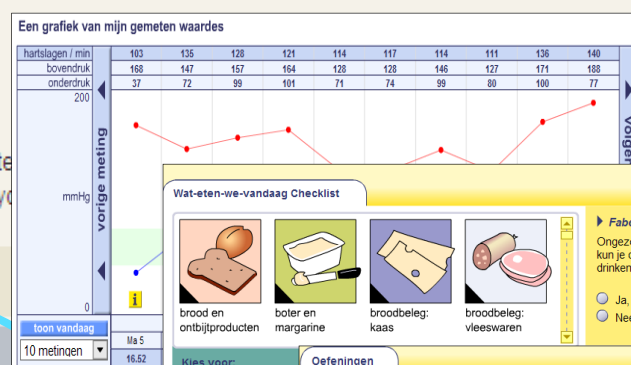 Een grafiek van mijn gemeten waardes
hartslagen / min 103 135 128 121 114 117 114 111 136 140
bovendruk 168 147 157 164 128 128 146 127 171 188
onderdruk 37 72 99 101 71 74 99 80 100 77
200
mmHg
0
vorige meting
Volgen
Wat-eten-we-vandaag Checklist
brood en
ontbijtproducten
boter en
margarine
broodbeleg:
kaas
broodbeleg:
vleeswaren
Fabe
Ongezo
kun je d
drinken
Ja,
Nee
i
toon vandaag
10 metingen
Ma 5
16.52
Kies voor:
Oefeningen